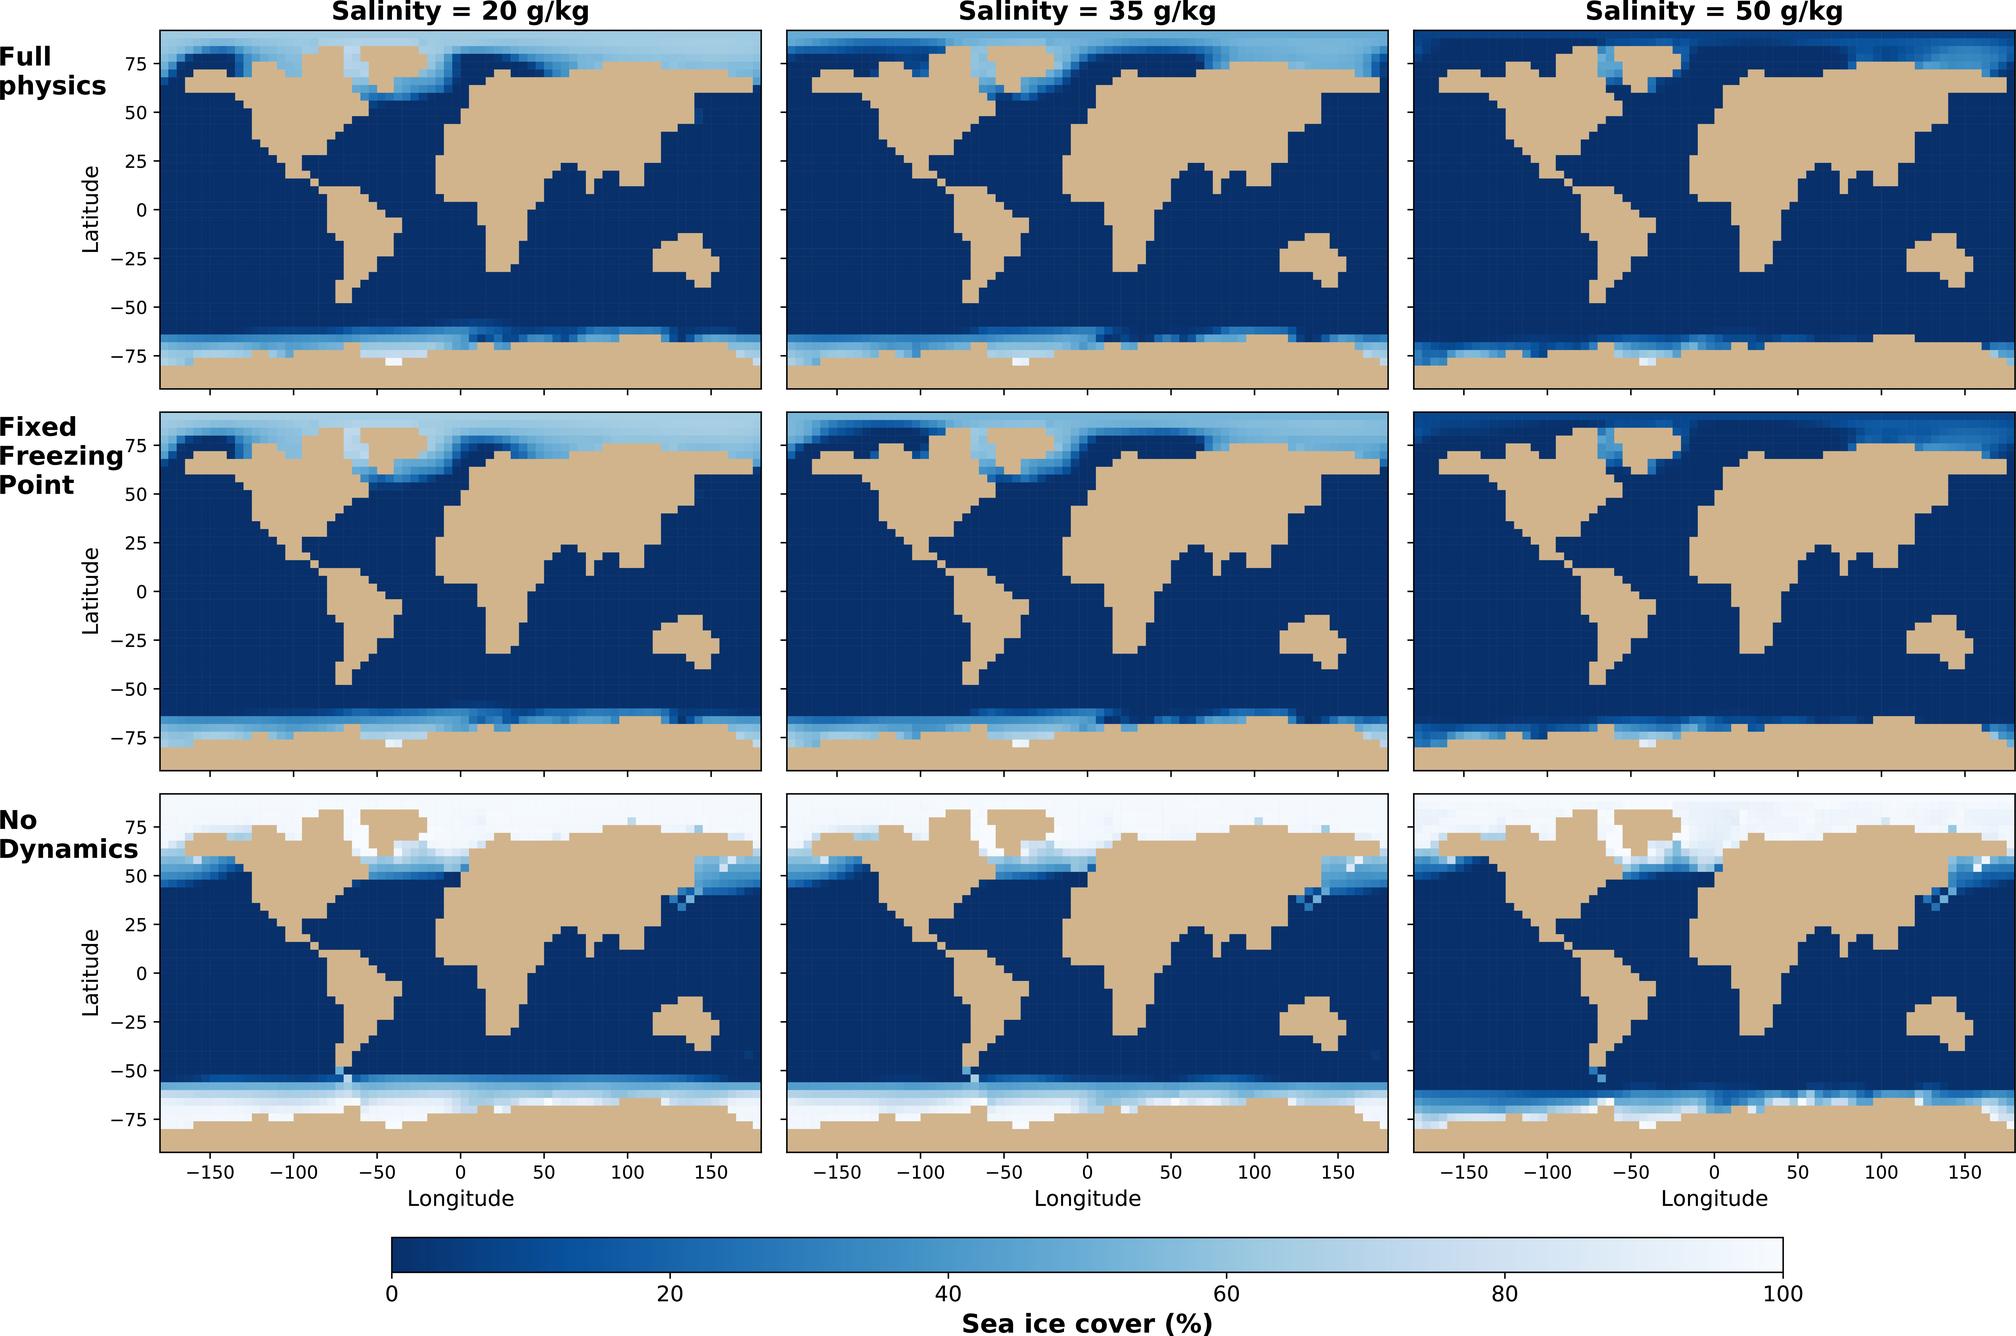 Salinity = 20 g/kg Salinity = 35 g/kg Salinity = 50 g/kg
Full
physics
Latitude
75
50
25
0
−25
−50
−75
Fixed
Freezing
Point
Latitude
75
50
25
0
−25
−50
−75
No
Dynamics
Latitude
75
50
25
0
−25
−50
−75
−150 −100 −50 0 50 100 150 −150 −100 −50 0 50 100 150 −150 −100 −50 0 50 100 150
Longitude Longitude Longitude
0 20 40 60 80 100
Sea ice cover (%)